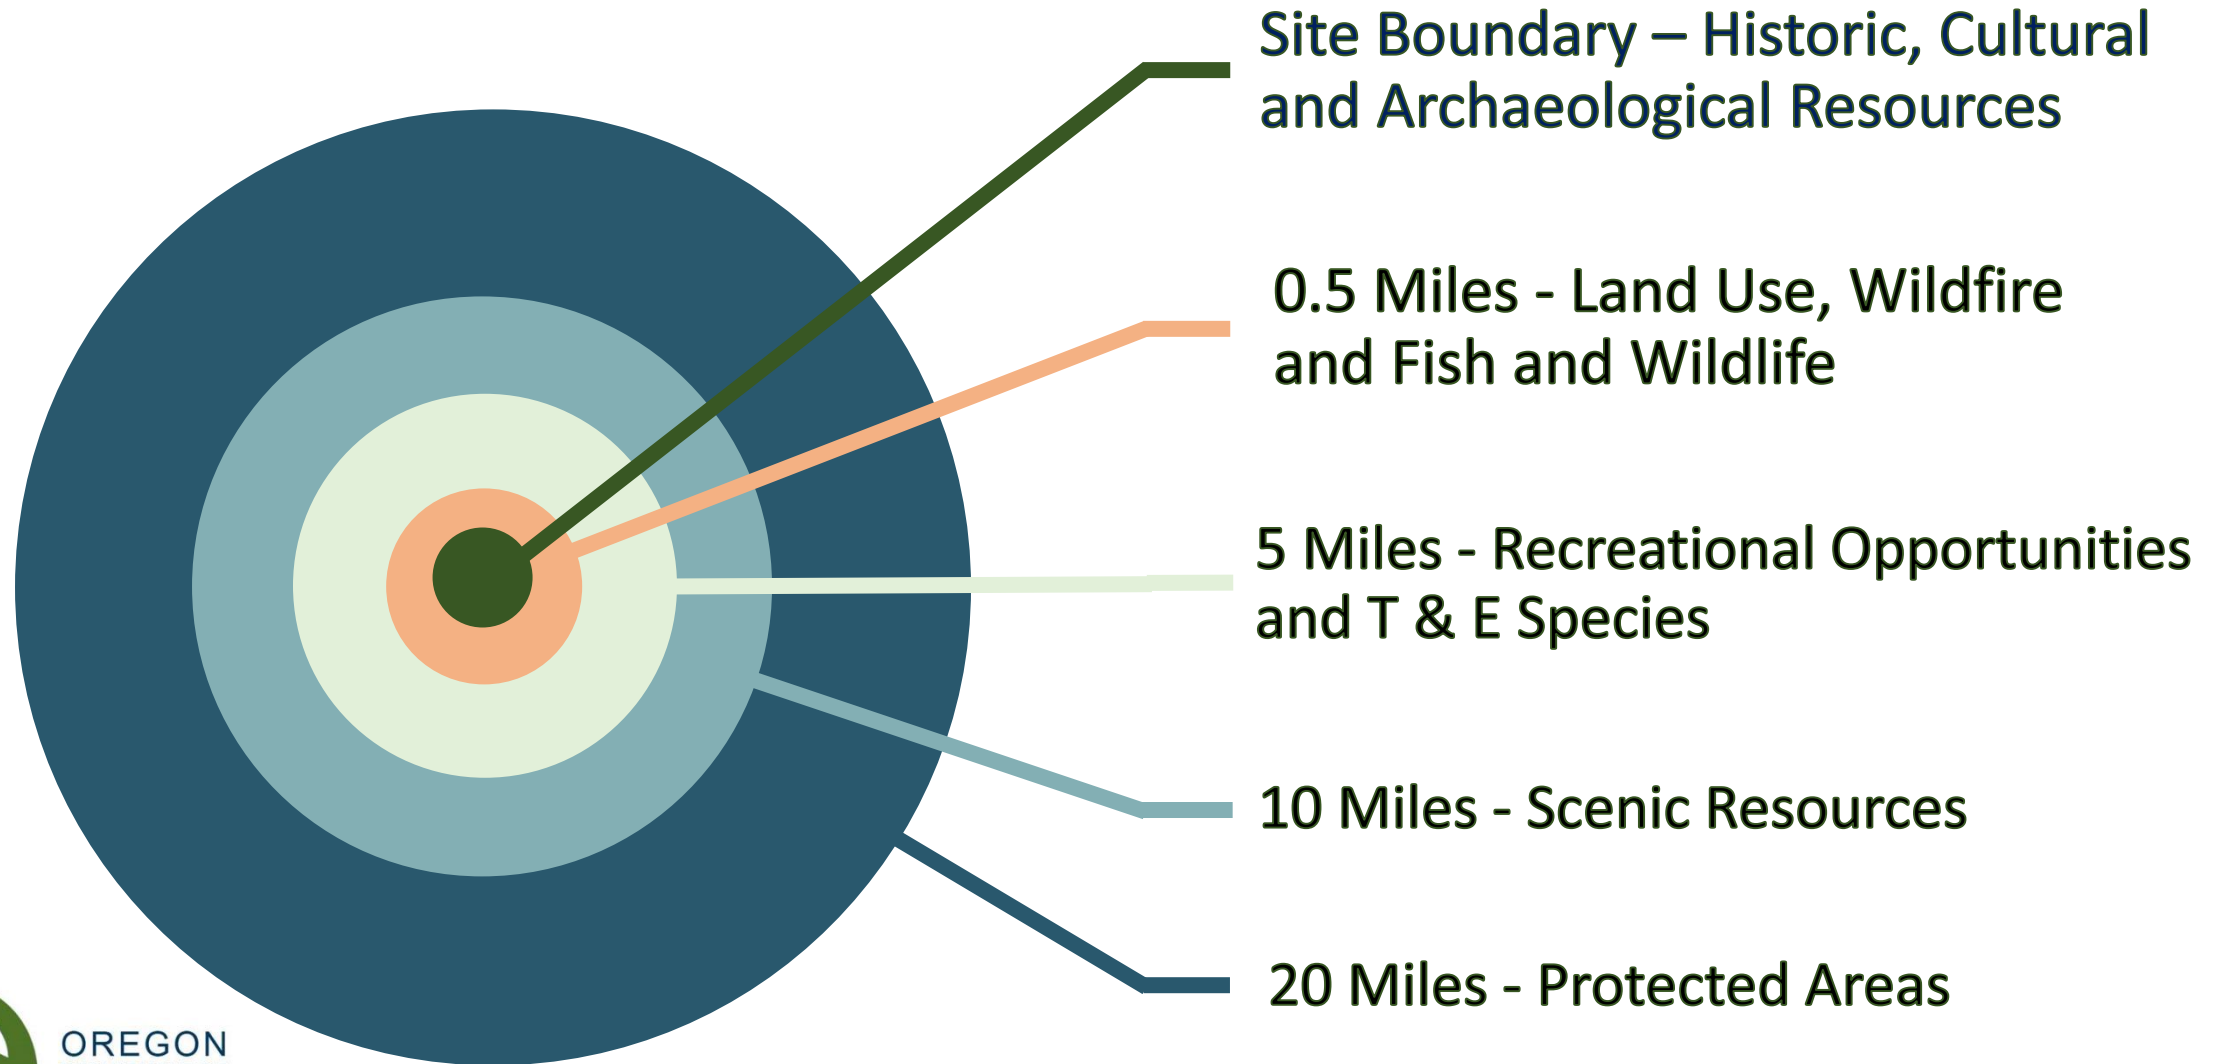 Site Boundary – Historic, Cultural
and Archaeological Resources
0.5 Miles - Land Use, Wildfire
and Fish and Wildlife
5 Miles - Recreational Opportunities
and T & E Species
10 Miles - Scenic Resources
20 Miles - Protected Areas
OREGON